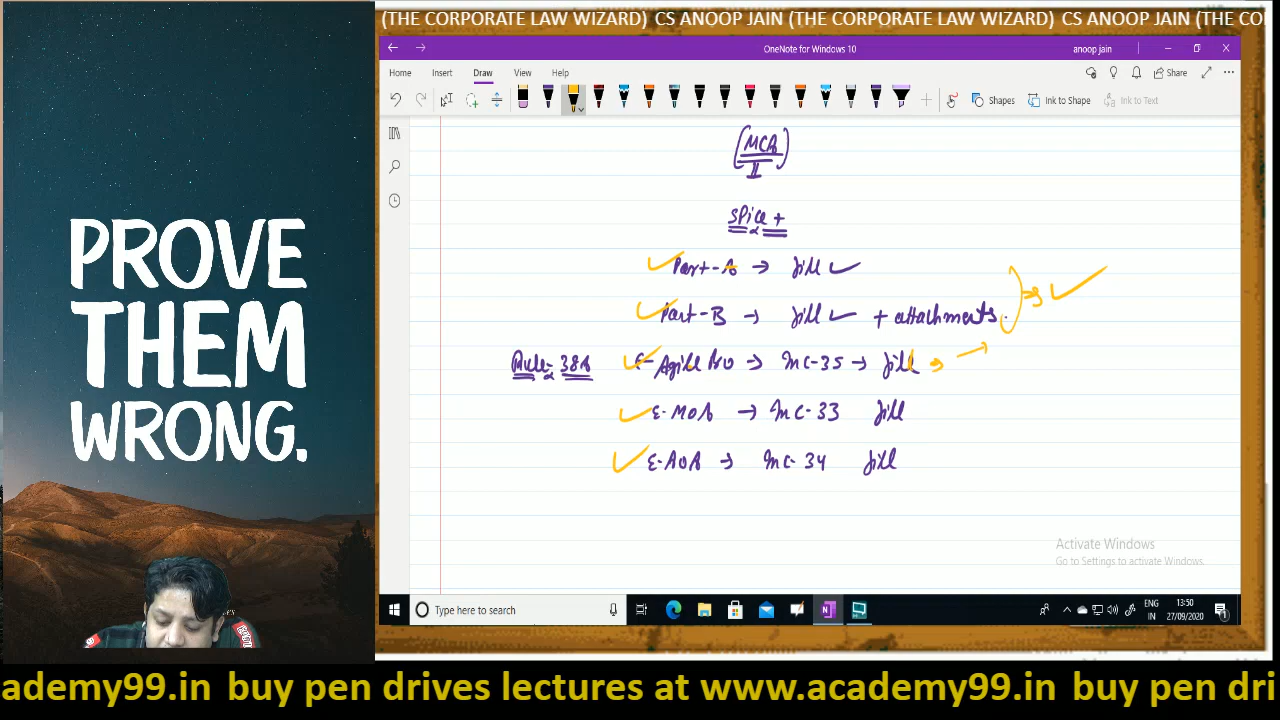 (THE CORPORATE LAW WIZARD) CS ANOOP JAIN (THE CORPORATE LAW WIZARD) CS ANOOP JAIN (THE CO
OneNote for Windows 10
anoop jain
Home Insert Draw View Help
Share
Shapes
Ink to Shape
Ink to Text
PROVE
THEM
WRONG.
(MCA)
SPice +
Part-A → fill
Part-B → fill + attachments.
Rule- 38A E-Agile Pro → INC-35 → fill
E-MOA → INC-33 fill
E-AOA → INC-34 fill
Activate Windows
Go to Settings to activate Windows.
Type here to search
ENG
IN
13:50
27/09/2020
ademy99.in buy pen drives lectures at www.academy99.in buy pen dri